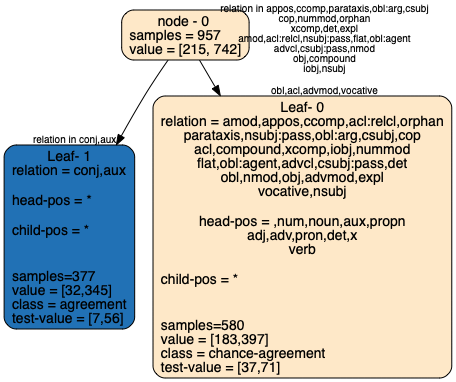 node - 0
samples = 957
value = [215, 742]
relation in appos,ccomp,parataxis,obl:arg,csubj
cop,nummod,orphan
xcomp,det,expl
amod,acl:relcl,nsubj:pass,flat,obl:agent
advcl,csubj:pass,nmod
obj,compound
iobj,nsubj
obl,acl,advmod,vocative
relation in conj,aux
Leaf- 1
relation = conj,aux
head-pos = *
child-pos = *
samples=377
value = [32,345]
class = agreement
test-value = [7,56]
Leaf- 0
relation = amod,appos,ccomp,acl:relcl,orphan
parataxis,nsubj:pass,obl:arg,csubj,cop
acl,compound,xcomp,iobj,nummod
flat,obl:agent,advcl,csubj:pass,det
obl,nmod,obj,advmod,expl
vocative,nsubj
head-pos = ,num,noun,aux,propn
adj,adv,pron,det,x
verb
child-pos = *
samples=580
value = [183,397]
class = chance-agreement
test-value = [37,71]